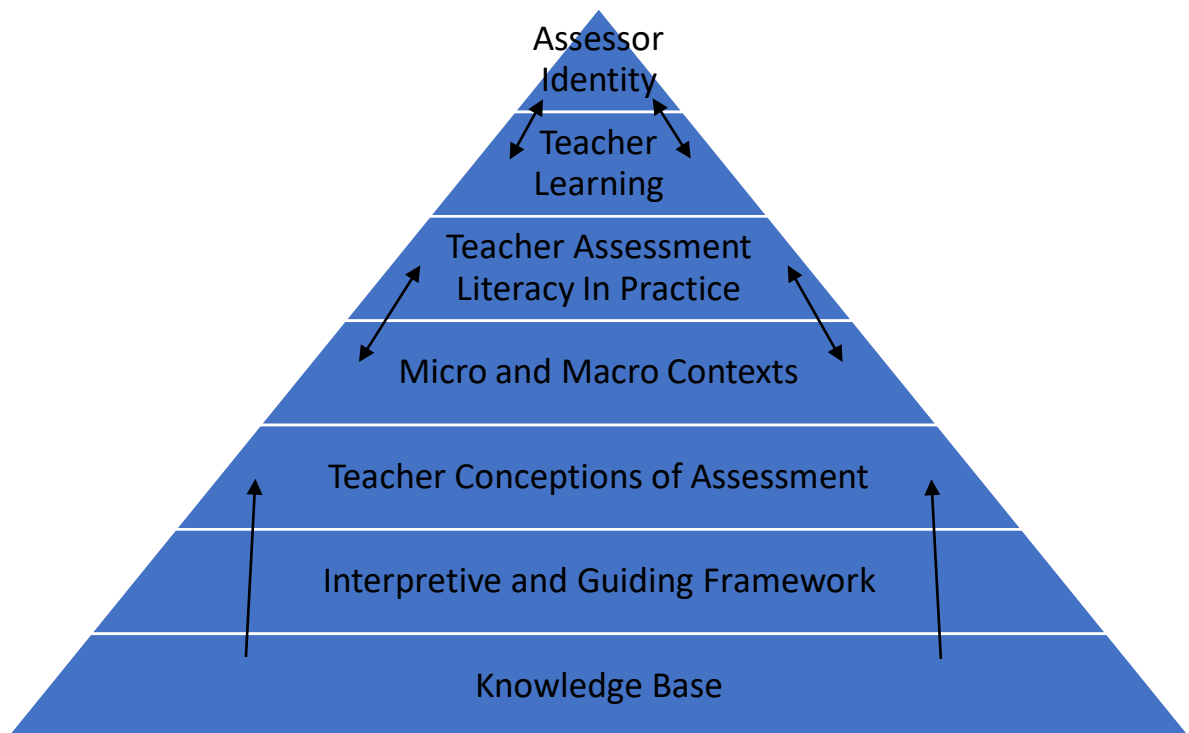 Assessor
Identity
Teacher
Learning
Teacher Assessment
Literacy In Practice
Micro and Macro Contexts
Teacher Conceptions of Assessment
Interpretive and Guiding Framework
Knowledge Base